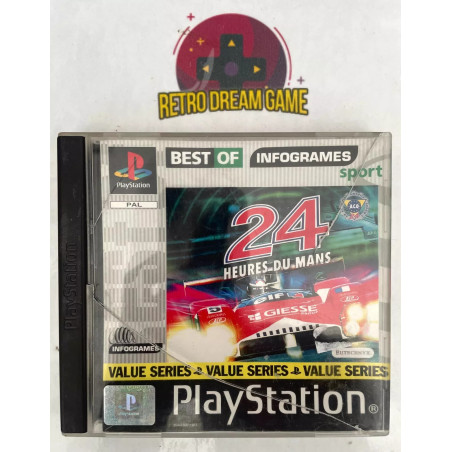 RETRO DREAM GAME
BEST OF INFOGRAMES
sport
PlayStation
PAL
24
HEURES DU MANS
GIESSE
INFOGRAMES
VALUE SERIES VALUE SERIES VALUE SERIES
PlayStation®
PLAYSTATION